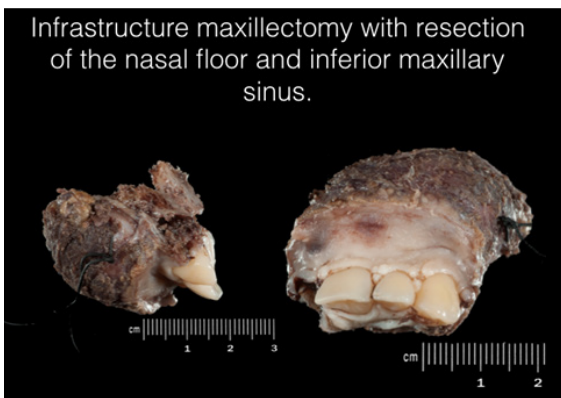 Infrastructure maxillectomy with resection
of the nasal floor and inferior maxillary
sinus.
cm
1 2 3
cm
1 2